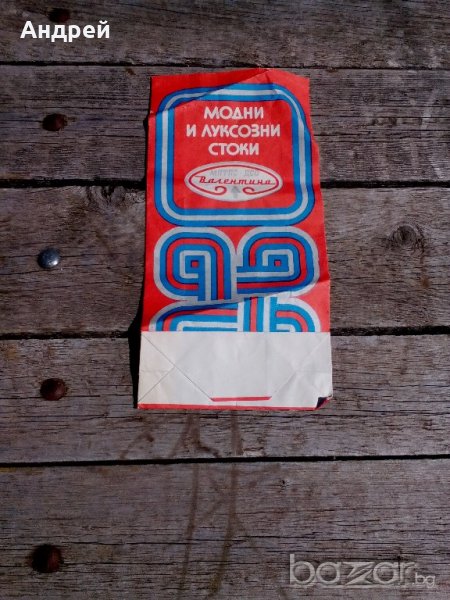 Андрей
МОДНИ
И ЛУКСОЗНИ
СТОКИ
Валентина
bazar.bg